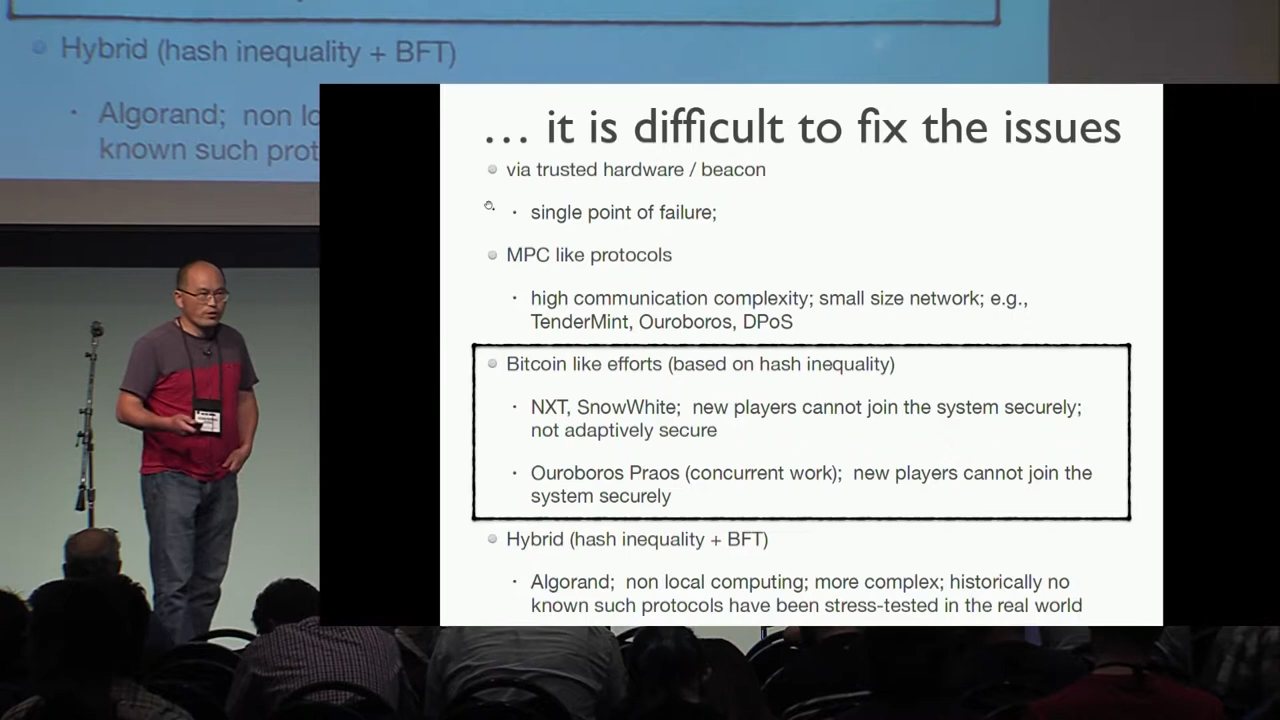 Hybrid (hash inequality + BFT)
Algorand; non lo
known such prot
… it is difficult to fix the issues
via trusted hardware / beacon
single point of failure;
MPC like protocols
high communication complexity; small size network; e.g.,
TenderMint, Ouroboros, DPoS
Bitcoin like efforts (based on hash inequality)
NXT, SnowWhite; new players cannot join the system securely;
not adaptively secure
Ouroboros Praos (concurrent work); new players cannot join the
system securely
Hybrid (hash inequality + BFT)
Algorand; non local computing; more complex; historically no
known such protocols have been stress-tested in the real world